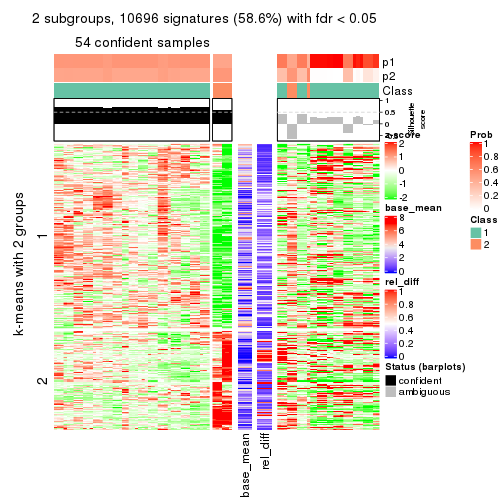 2 subgroups, 10696 signatures (58.6%) with fdr < 0.05
54 confident samples
p1
p2
Class
1
0.5
0
-0.5
Silhouette
score
k-means with 2 groups
1
2
base_mean
rel_diff
z-score
2
1
0
-1
-2
base_mean
8
6
4
2
0
rel_diff
1
0.8
0.6
0.4
0.2
0
Status (barplots)
confident
ambiguous
Prob
1
0.8
0.6
0.4
0.2
0
Class
1
2